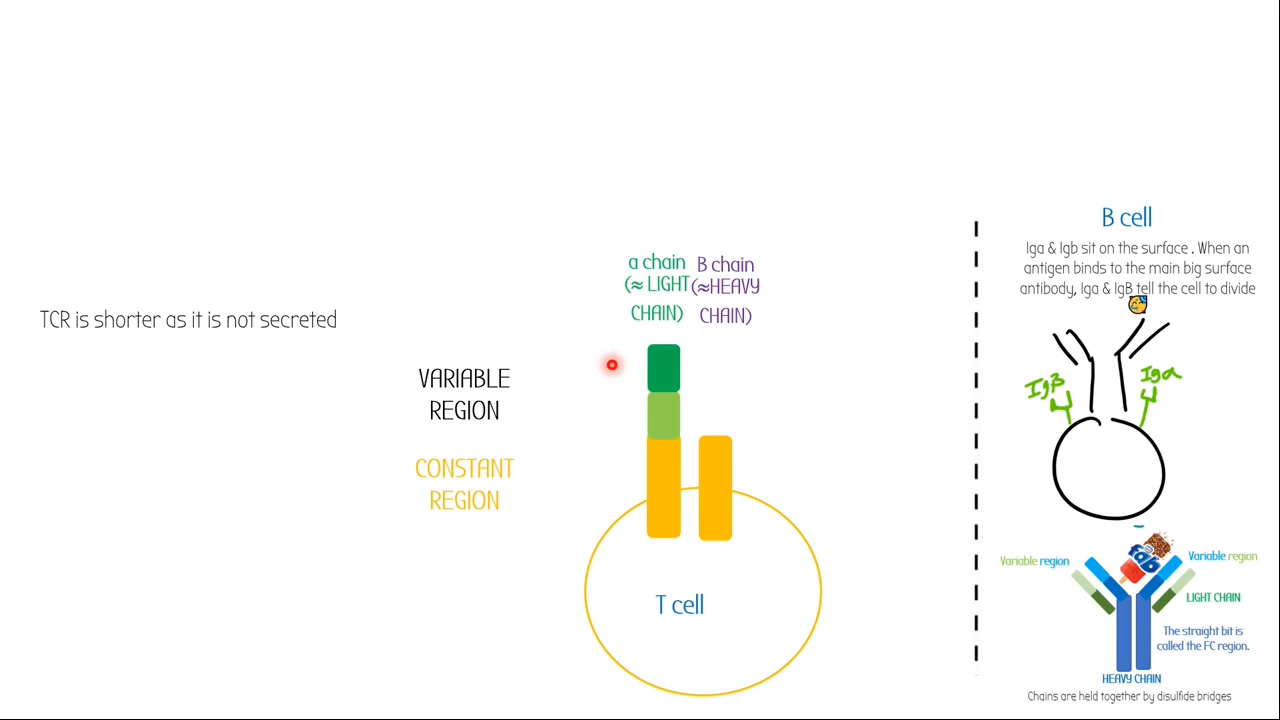 TCR is shorter as it is not secreted
a chain
(≈ LIGHT
CHAIN)
B chain
(≈HEAVY
CHAIN)
VARIABLE
REGION
CONSTANT
REGION
T cell
B cell
Iga & Igb sit on the surface . When an
antigen binds to the main big surface
antibody, Iga & IgB tell the cell to divide
Igβ
Igα
Variable region
fab
Variable region
LIGHT CHAIN
The straight bit is
called the FC region.
HEAVY CHAIN
Chains are held together by disulfide bridges